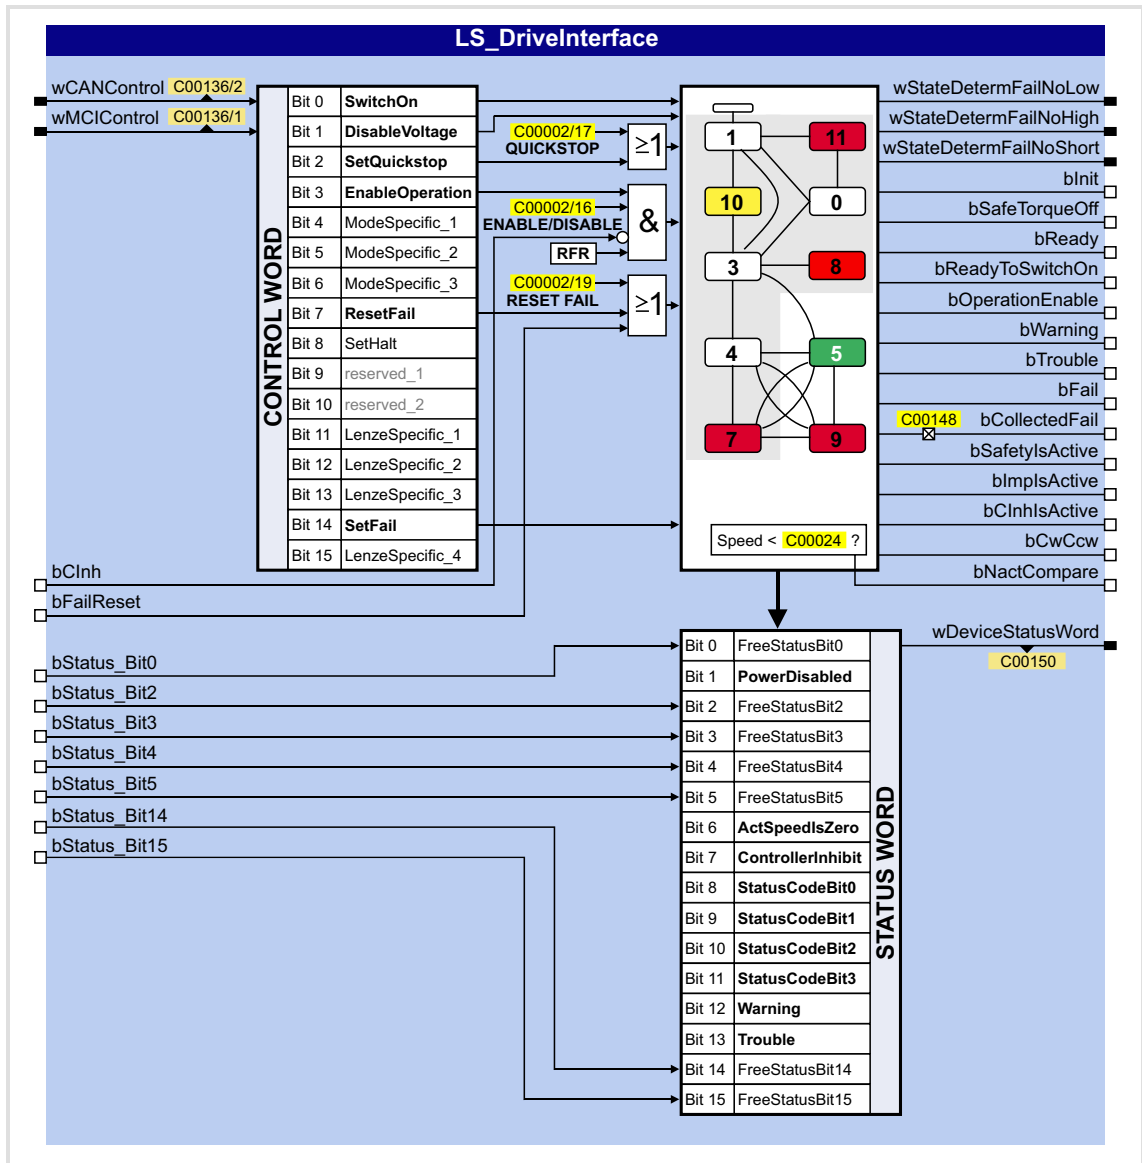 LS_DriveInterface
wCANControl C00136/2
wMCIControl C00136/1
CONTROL WORD
Bit 0 SwitchOn
Bit 1 DisableVoltage
Bit 2 SetQuickstop
Bit 3 EnableOperation
Bit 4 ModeSpecific_1
Bit 5 ModeSpecific_2
Bit 6 ModeSpecific_3
Bit 7 ResetFail
Bit 8 SetHalt
Bit 9 reserved_1
Bit 10 reserved_2
Bit 11 LenzeSpecific_1
Bit 12 LenzeSpecific_2
Bit 13 LenzeSpecific_3
Bit 14 SetFail
Bit 15 LenzeSpecific_4
C00002/17
QUICKSTOP
≥1
C00002/16
ENABLE/DISABLE
&
RFR
C00002/19
RESET FAIL
≥1
1 11
10 0
3 8
4 5
7 9
Speed < C00024 ?
wStateDetermFailNoLow
wStateDetermFailNoHigh
wStateDetermFailNoShort
bInit
bSafeTorqueOff
bReady
bReadyToSwitchOn
bOperationEnable
bWarning
bTrouble
bFail
C00148 bCollectedFail
bSafetyIsActive
bImpIsActive
bCInhIsActive
bCwCcw
bNactCompare
bCInh
bFailReset
bStatus_Bit0
bStatus_Bit2
bStatus_Bit3
bStatus_Bit4
bStatus_Bit5
bStatus_Bit14
bStatus_Bit15
Bit 0 FreeStatusBit0
Bit 1 PowerDisabled
Bit 2 FreeStatusBit2
Bit 3 FreeStatusBit3
Bit 4 FreeStatusBit4
Bit 5 FreeStatusBit5
Bit 6 ActSpeedIsZero
Bit 7 ControllerInhibit
Bit 8 StatusCodeBit0
Bit 9 StatusCodeBit1
Bit 10 StatusCodeBit2
Bit 11 StatusCodeBit3
Bit 12 Warning
Bit 13 Trouble
Bit 14 FreeStatusBit14
Bit 15 FreeStatusBit15
STATUS WORD
wDeviceStatusWord
C00150